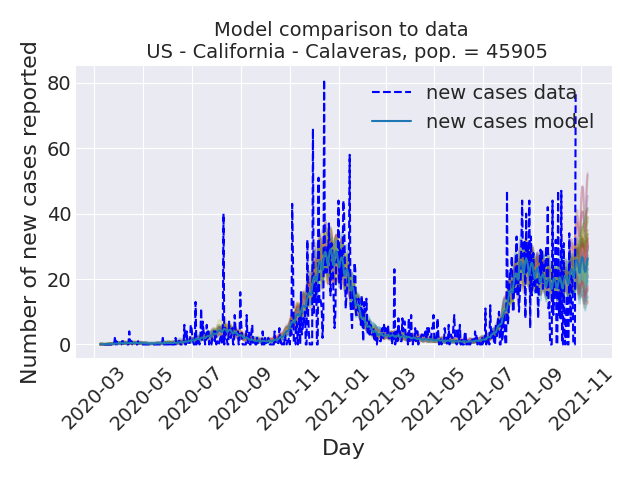 Model comparison to data
US - California - Calaveras, pop. = 45905
Number of new cases reported
80
60
40
20
0
new cases data
new cases model
2020-03
2020-05
2020-07
2020-09
2020-11
2021-01
2021-03
2021-05
2021-07
2021-09
2021-11
Day